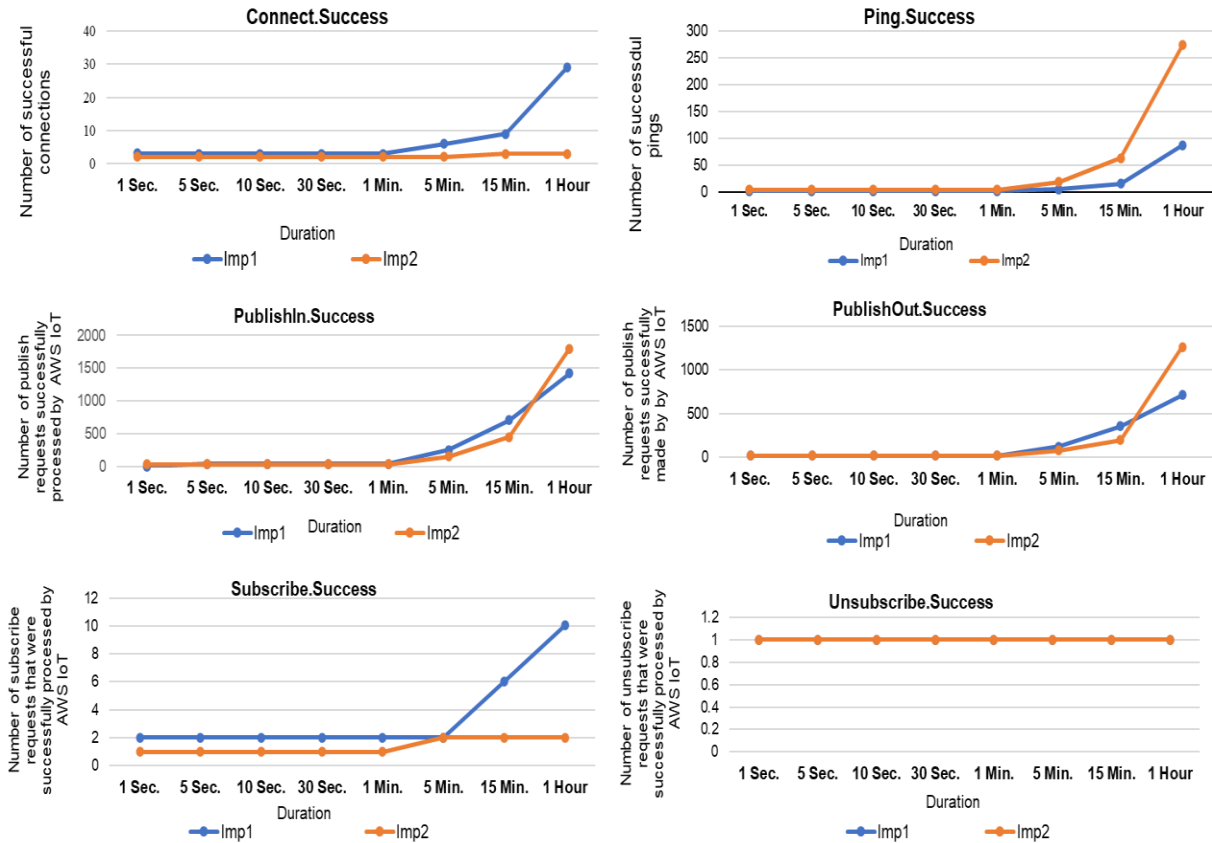 Connect.Success
Number of successful
connections
40
30
20
10
0
1 Sec. 5 Sec. 10 Sec. 30 Sec. 1 Min. 5 Min. 15 Min. 1 Hour
Duration
Imp1 Imp2
Ping.Success
Number of successdul
pings
300
250
200
150
100
50
0
1 Sec. 5 Sec. 10 Sec. 30 Sec. 1 Min. 5 Min. 15 Min. 1 Hour
Duration
Imp1 Imp2
PublishIn.Success
Number of publish
requests successfully
processed by AWS IoT
2000
1500
1000
500
0
1 Sec. 5 Sec. 10 Sec. 30 Sec. 1 Min. 5 Min. 15 Min. 1 Hour
Duration
Imp1 Imp2
PublishOut.Success
Number of publish
requests successfully
made by by AWS IoT
1500
1000
500
0
1 Sec. 5 Sec. 10 Sec. 30 Sec. 1 Min. 5 Min. 15 Min. 1 Hour
Duration
Imp1 Imp2
Subscribe.Success
Number of subscribe
requests that were
successfully processed by
AWS IoT
12
10
8
6
4
2
0
1 Sec. 5 Sec. 10 Sec. 30 Sec. 1 Min. 5 Min. 15 Min. 1 Hour
Duration
Imp1 Imp2
Unsubscribe.Success
Number of unsubscribe
requests that were
successfully processed by
AWS IoT
1.2
1
0.8
0.6
0.4
0.2
0
1 Sec. 5 Sec. 10 Sec. 30 Sec. 1 Min. 5 Min. 15 Min. 1 Hour
Duration
Imp1 Imp2